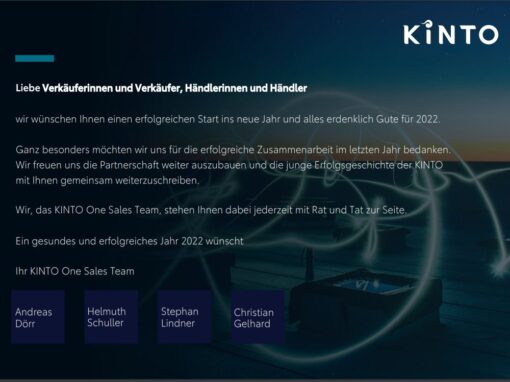 KINTO
Liebe Verkäuferinnen und Verkäufer, Händlerinnen und Händler
wir wünschen Ihnen einen erfolgreichen Start ins neue Jahr und alles erdenklich Gute für 2022.
Ganz besonders möchten wir uns für die erfolgreiche Zusammenarbeit im letzten Jahr bedanken.
Wir freuen uns die Partnerschaft weiter auszubauen und die junge Erfolgsgeschichte der KINTO
mit Ihnen gemeinsam weiterzuschreiben.
Wir, das KINTO One Sales Team, stehen Ihnen dabei jederzeit mit Rat und Tat zur Seite.
Ein gesundes und erfolgreiches Jahr 2022 wünscht
Ihr KINTO One Sales Team
Andreas
Dörr
Helmuth
Schuller
Stephan
Lindner
Christian
Gelhard